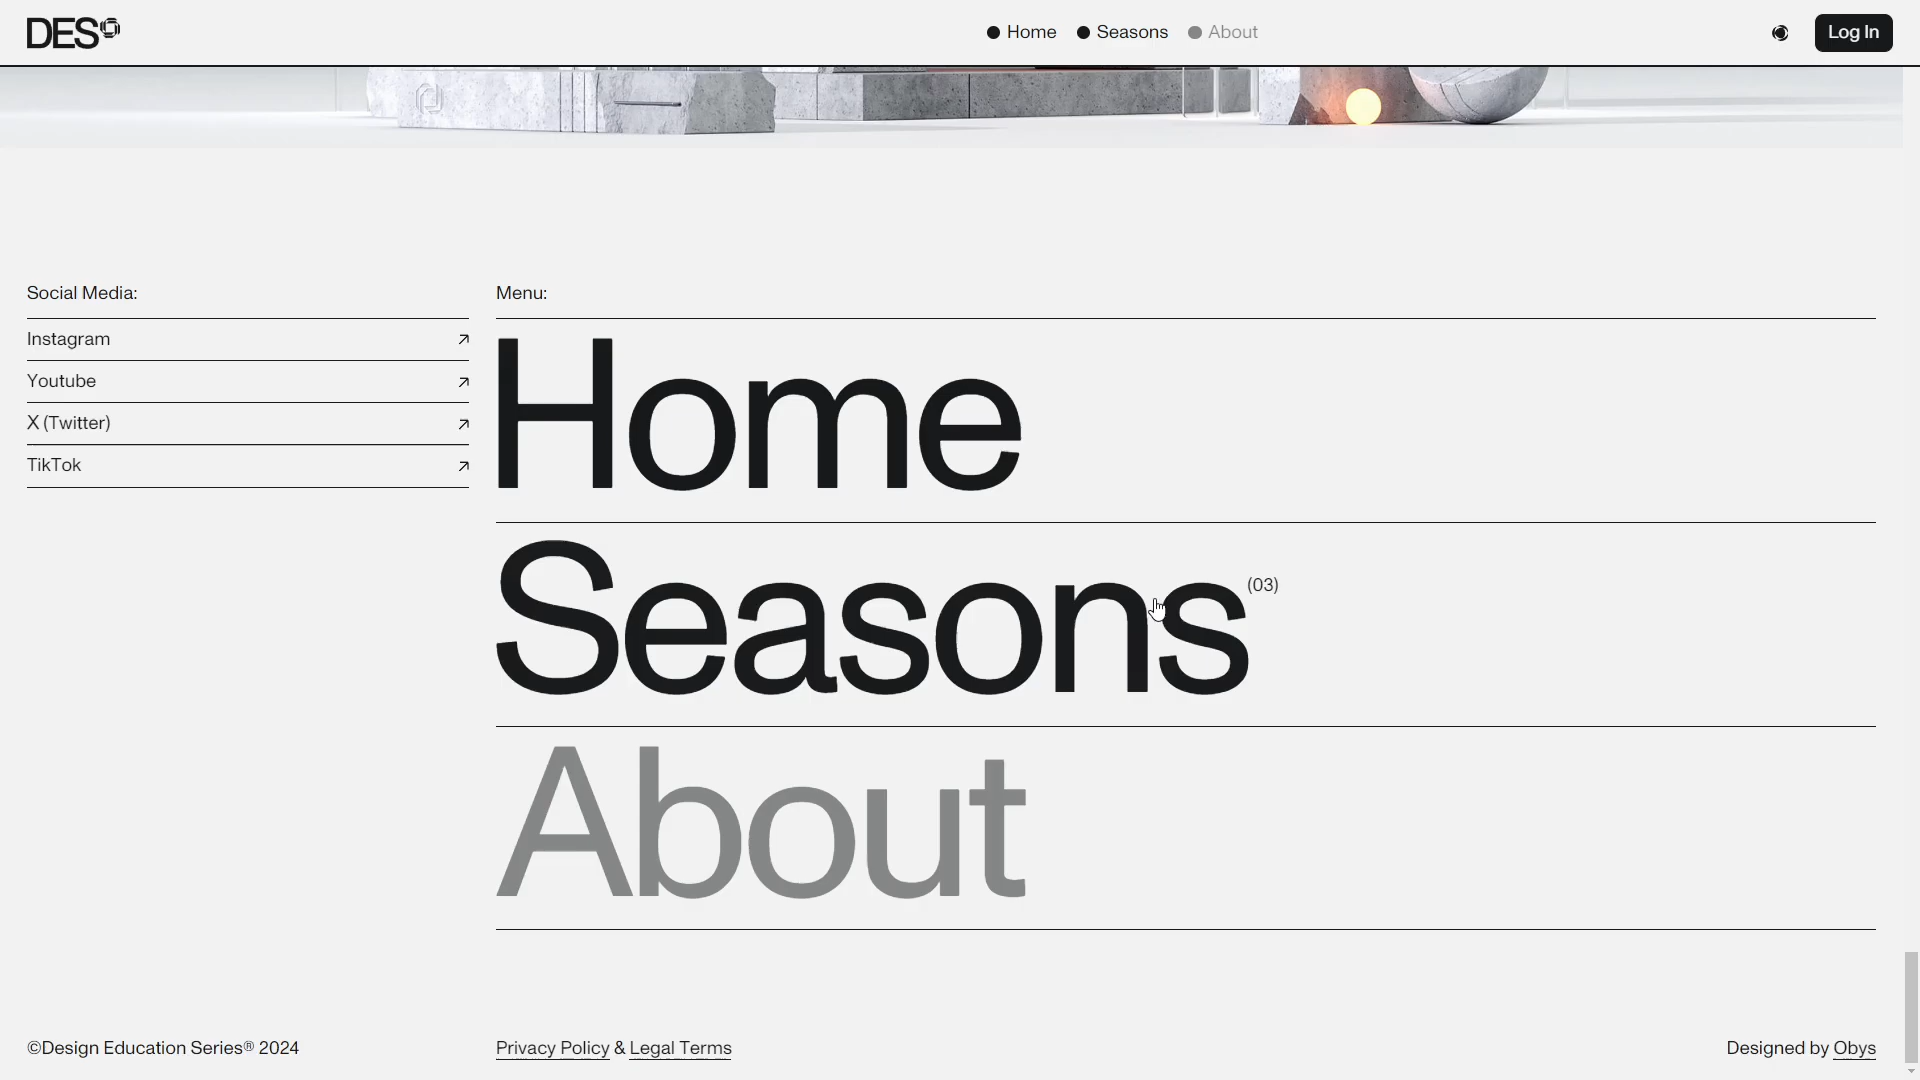 DES
Home
Seasons
About
Log In
Social Media:
Instagram
Youtube
X (Twitter)
TikTok
Menu:
Home
Seasons (03)
About
©Design Education Series® 2024
Privacy Policy & Legal Terms
Designed by Obys